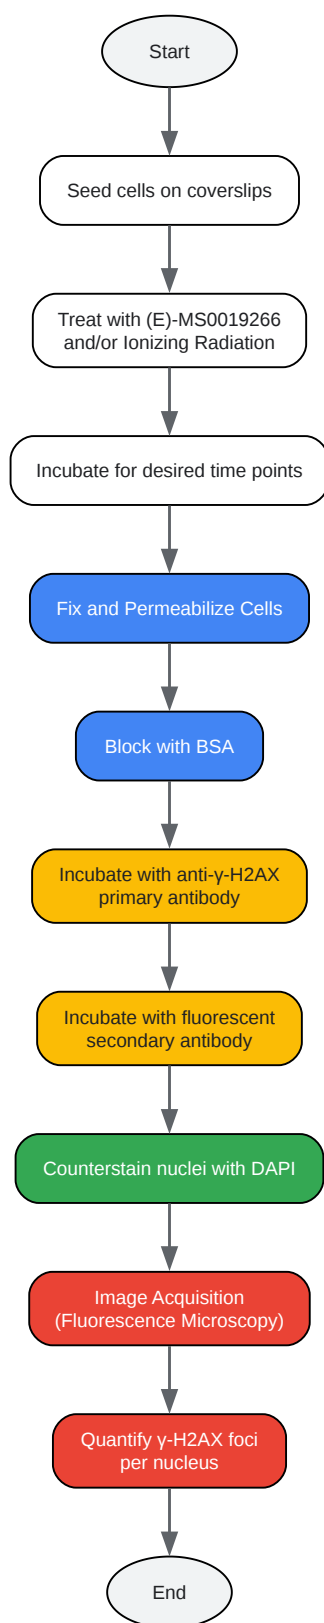 Start
Seed cells on coverslips
Treat with (E)-MS0019266
and/or Ionizing Radiation
Incubate for desired time points
Fix and Permeabilize Cells
Block with BSA
Incubate with anti-γ-H2AX
primary antibody
Incubate with fluorescent
secondary antibody
Counterstain nuclei with DAPI
Image Acquisition
(Fluorescence Microscopy)
Quantify γ-H2AX foci
per nucleus
End